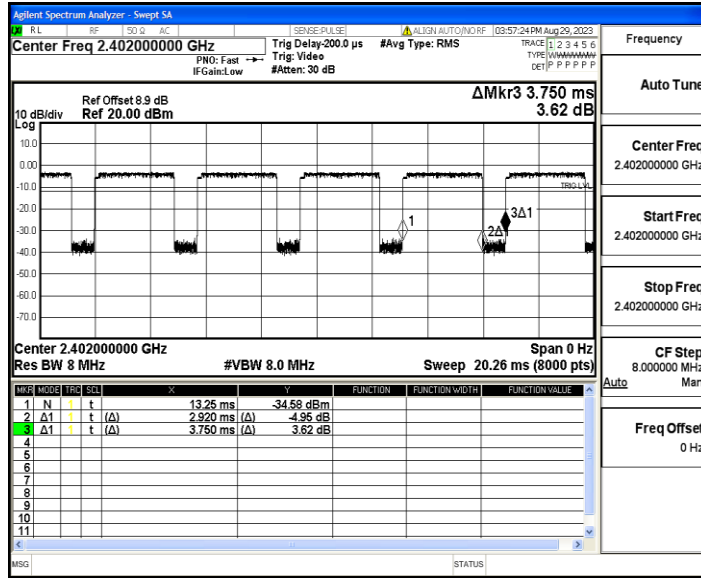 Agilent Spectrum Analyzer - Swept SA
LXI RL RF 50 Ω AC SENSE:PULSE ALIGN AUTO/NO RF 03:57:24 PM Aug 29, 2023
Center Freq 2.402000000 GHz
PNO: Fast
IFGain:Low
Trig Delay-200.0 µs
Trig: Video
#Atten: 30 dB
#Avg Type: RMS
TRACE 1 2 3 4 5 6
TYPE WWWWWW
DET P P P P P P
ΔMkr3 3.750 ms
3.62 dB
Ref Offset 8.9 dB
10 dB/div Ref 20.00 dBm
Log
10.0
0.00
-10.0
TRIG LVL
-20.0
1
3Δ1
-30.0
2Δ1
-40.0
-50.0
-60.0
-70.0
Center 2.402000000 GHz Span 0 Hz
Res BW 8 MHz #VBW 8.0 MHz Sweep 20.26 ms (8000 pts)
MKR MODE TRC SCL X Y FUNCTION FUNCTION WIDTH FUNCTION VALUE
1 N 1 t 13.25 ms -34.58 dBm
2 Δ1 1 t (Δ) 2.920 ms (Δ) -4.95 dB
3 Δ1 1 t (Δ) 3.750 ms (Δ) 3.62 dB
4
5
6
7
8
9
10
11
MSG STATUS
Frequency
Auto Tune
Center Freq
2.402000000 GHz
Start Freq
2.402000000 GHz
Stop Freq
2.402000000 GHz
CF Step
8.000000 MHz
Auto Man
Freq Offset
0 Hz